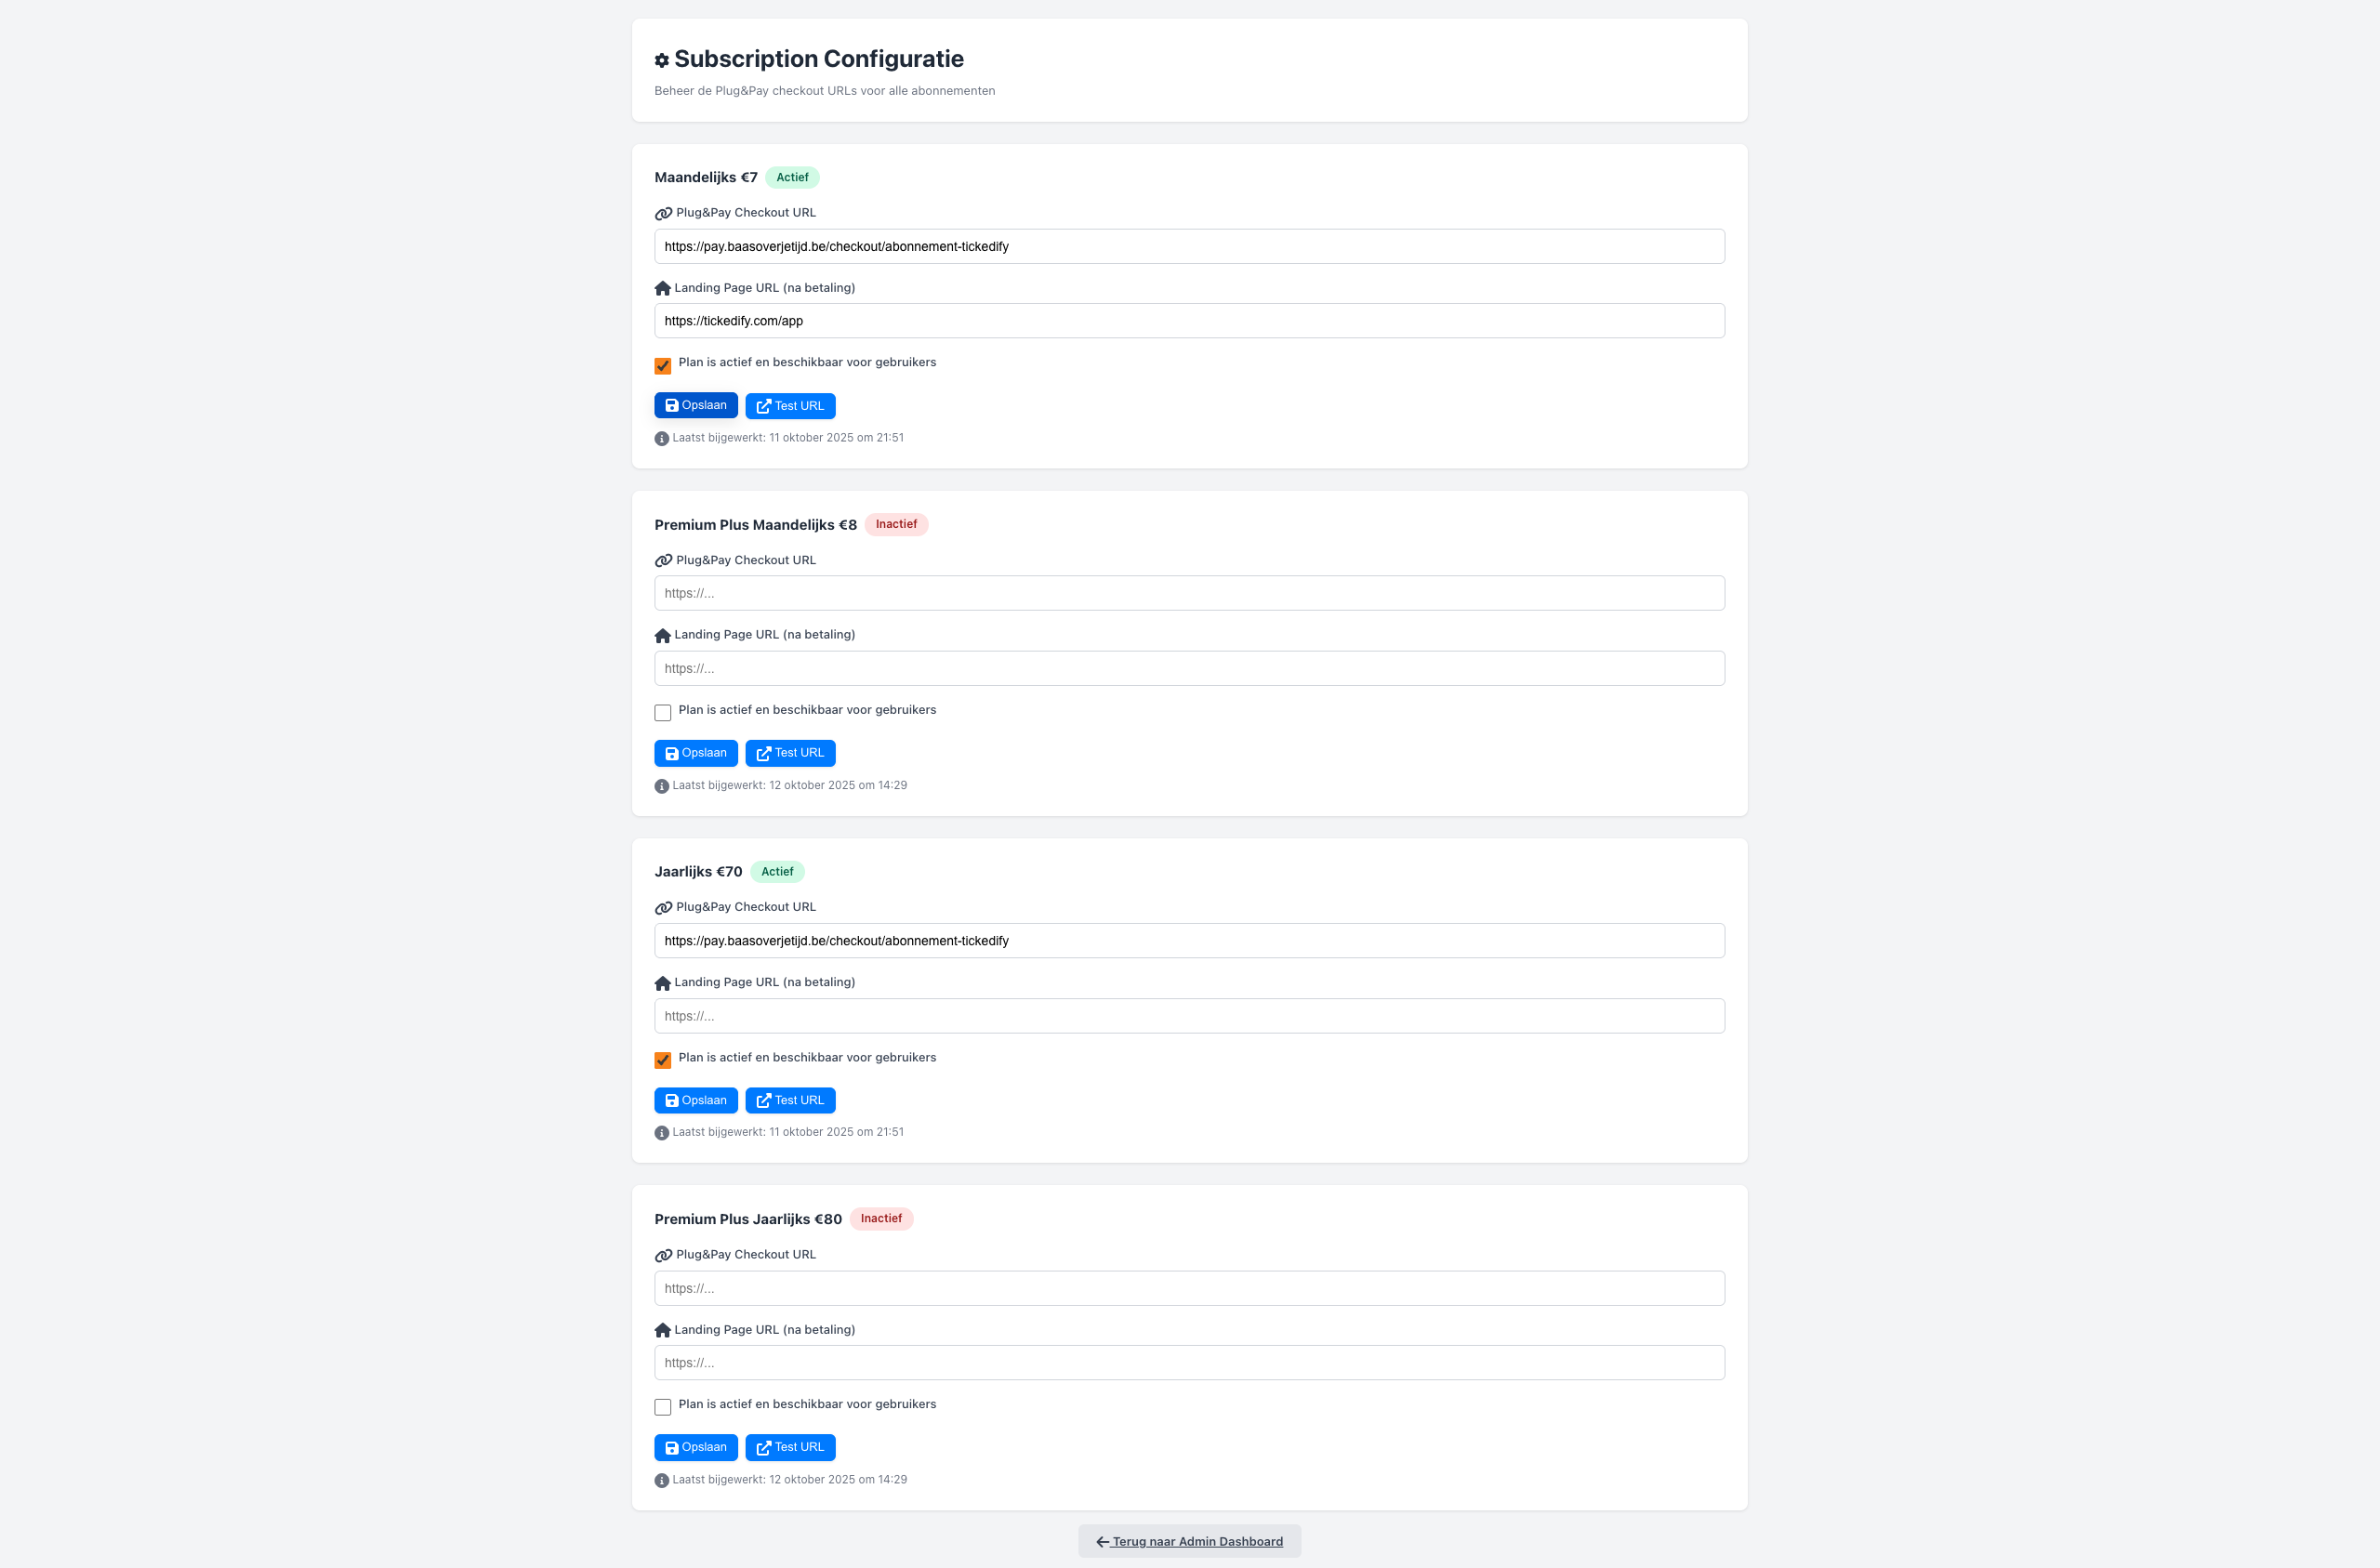 Subscription Configuratie
Beheer de Plug&Pay checkout URLs voor alle abonnementen
Maandelijks €7 Actief
Plug&Pay Checkout URL
https://pay.baasoverjetijd.be/checkout/abonnement-tickedify
Landing Page URL (na betaling)
https://tickedify.com/app
Plan is actief en beschikbaar voor gebruikers
Opslaan Test URL
Laatst bijgewerkt: 11 oktober 2025 om 21:51
Premium Plus Maandelijks €8 Inactief
Plug&Pay Checkout URL
https://...
Landing Page URL (na betaling)
https://...
Plan is actief en beschikbaar voor gebruikers
Opslaan Test URL
Laatst bijgewerkt: 12 oktober 2025 om 14:29
Jaarlijks €70 Actief
Plug&Pay Checkout URL
https://pay.baasoverjetijd.be/checkout/abonnement-tickedify
Landing Page URL (na betaling)
https://...
Plan is actief en beschikbaar voor gebruikers
Opslaan Test URL
Laatst bijgewerkt: 11 oktober 2025 om 21:51
Premium Plus Jaarlijks €80 Inactief
Plug&Pay Checkout URL
https://...
Landing Page URL (na betaling)
https://...
Plan is actief en beschikbaar voor gebruikers
Opslaan Test URL
Laatst bijgewerkt: 12 oktober 2025 om 14:29
Terug naar Admin Dashboard